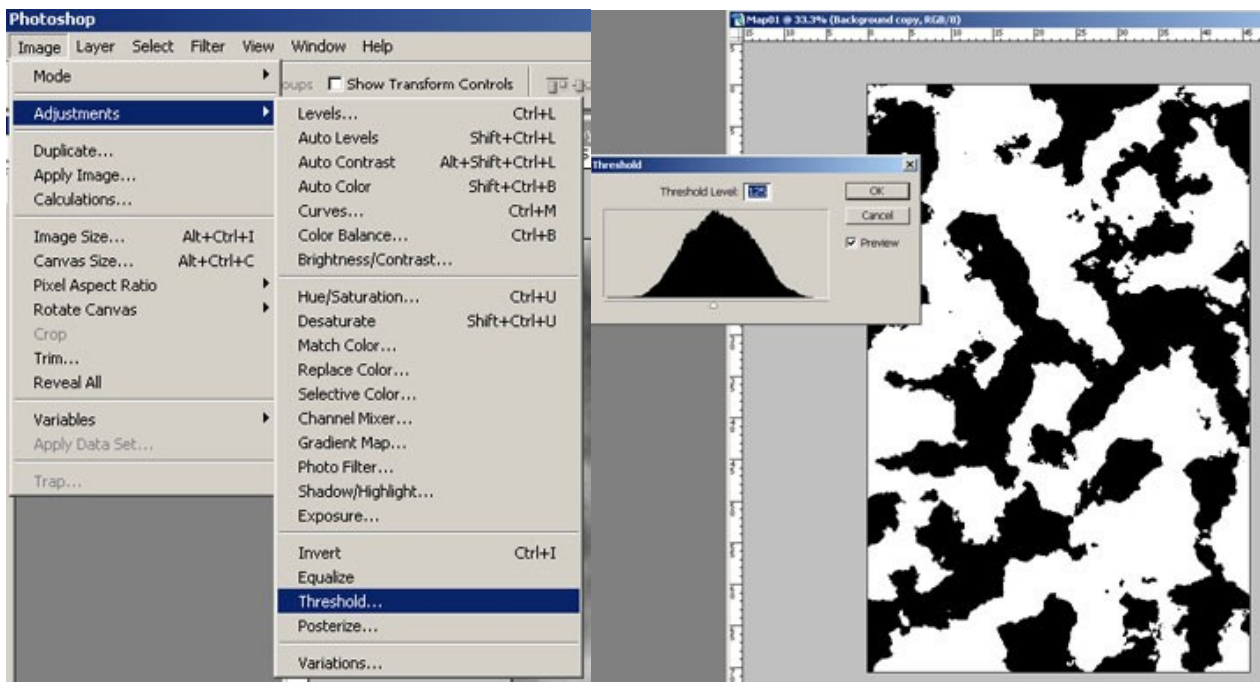 Photoshop
Image Layer Select Filter View Window Help
oups Show Transform Controls
Mode
Adjustments
Duplicate...
Apply Image...
Calculations...
Image Size... Alt+Ctrl+I
Canvas Size... Alt+Ctrl+C
Pixel Aspect Ratio
Rotate Canvas
Crop
Trim...
Reveal All
Variables
Apply Data Set...
Trap...
Levels... Ctrl+L
Auto Levels Shift+Ctrl+L
Auto Contrast Alt+Shift+Ctrl+L
Auto Color Shift+Ctrl+B
Curves... Ctrl+M
Color Balance... Ctrl+B
Brightness/Contrast...
Hue/Saturation... Ctrl+U
Desaturate Shift+Ctrl+U
Match Color...
Replace Color...
Selective Color...
Channel Mixer...
Gradient Map...
Photo Filter...
Shadow/Highlight...
Exposure...
Invert Ctrl+I
Equalize
Threshold...
Posterize...
Variations...
Map01 @ 33.3% (Background copy, RGB/8)
Threshold
Threshold Level: 125
OK
Cancel
Preview